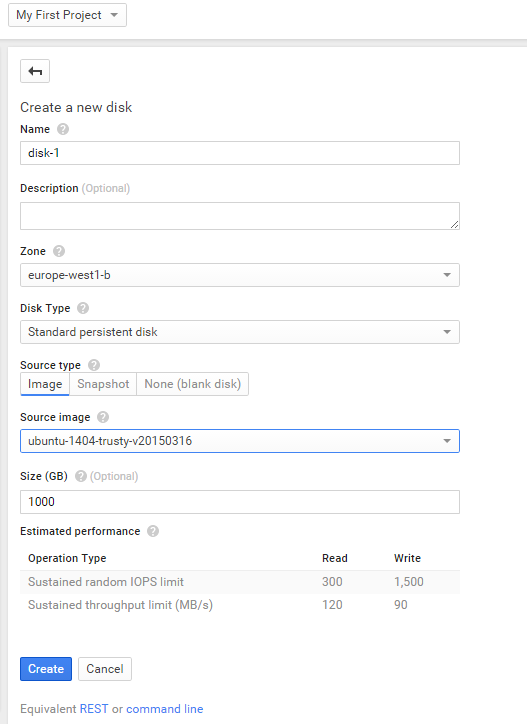 My First Project
Create a new disk
Name ?
disk-1
Description (Optional)
Zone ?
europe-west1-b
Disk Type ?
Standard persistent disk
Source type ?
Image Snapshot None (blank disk)
Source image ?
ubuntu-1404-trusty-v20150316
Size (GB) ? (Optional)
1000
Estimated performance ?
Operation Type Read Write
Sustained random IOPS limit 300 1,500
Sustained throughput limit (MB/s) 120 90
Create Cancel
Equivalent REST or command line